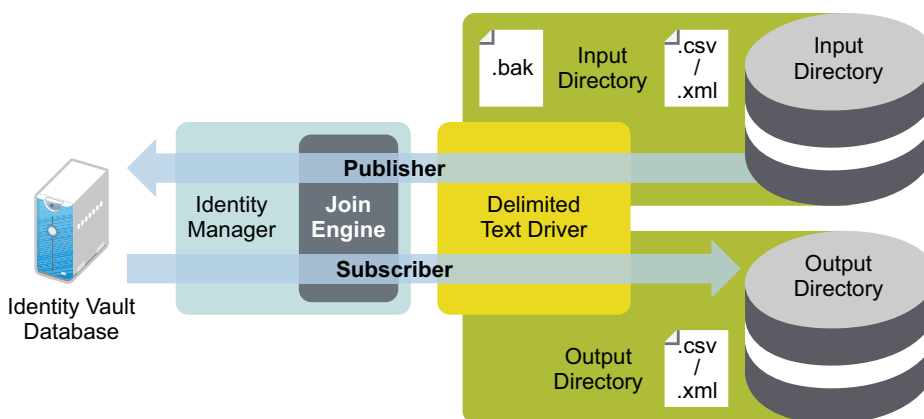 .bak
Input
Directory
.csv
/
.xml
Input
Directory
Publisher
Identity
Manager
Join
Engine
Delimited
Text Driver
Subscriber
Identity Vault
Database
Output
Directory
Output
Directory
.csv
/
.xml